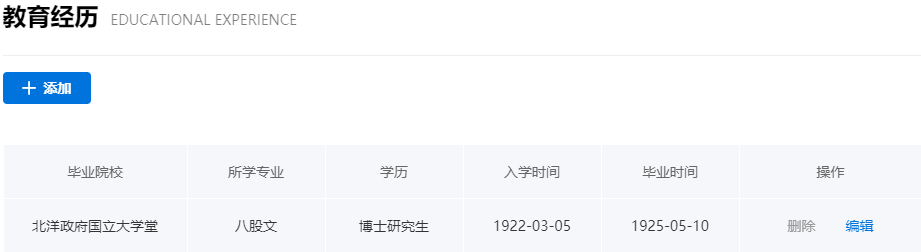 教育经历 EDUCATIONAL EXPERIENCE
添加
毕业院校 所学专业 学历 入学时间 毕业时间 操作
北洋政府国立大学堂 八股文 博士研究生 1922-03-05 1925-05-10 删除 编辑